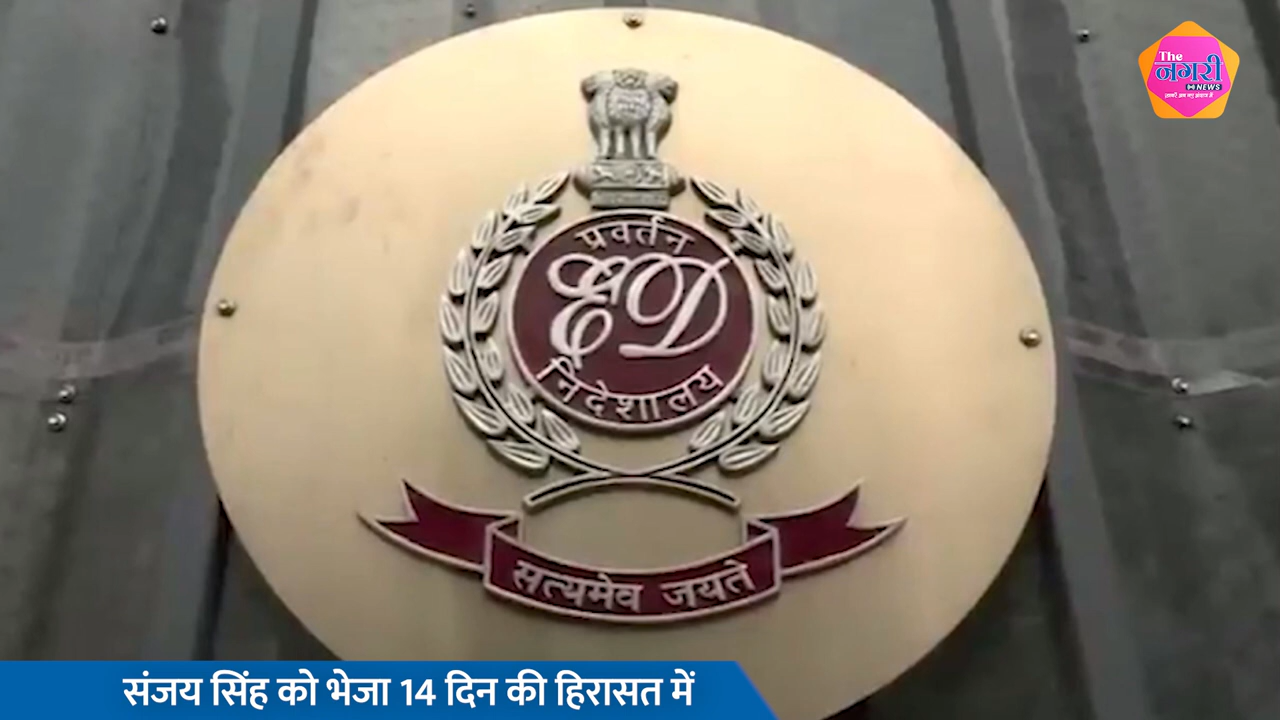 The
नगरी
NEWS
प्रवर्तन
ED
निदेशालय
सत्यमेव जयते
संजय सिंह को भेजा 14 दिन की हिरासत में